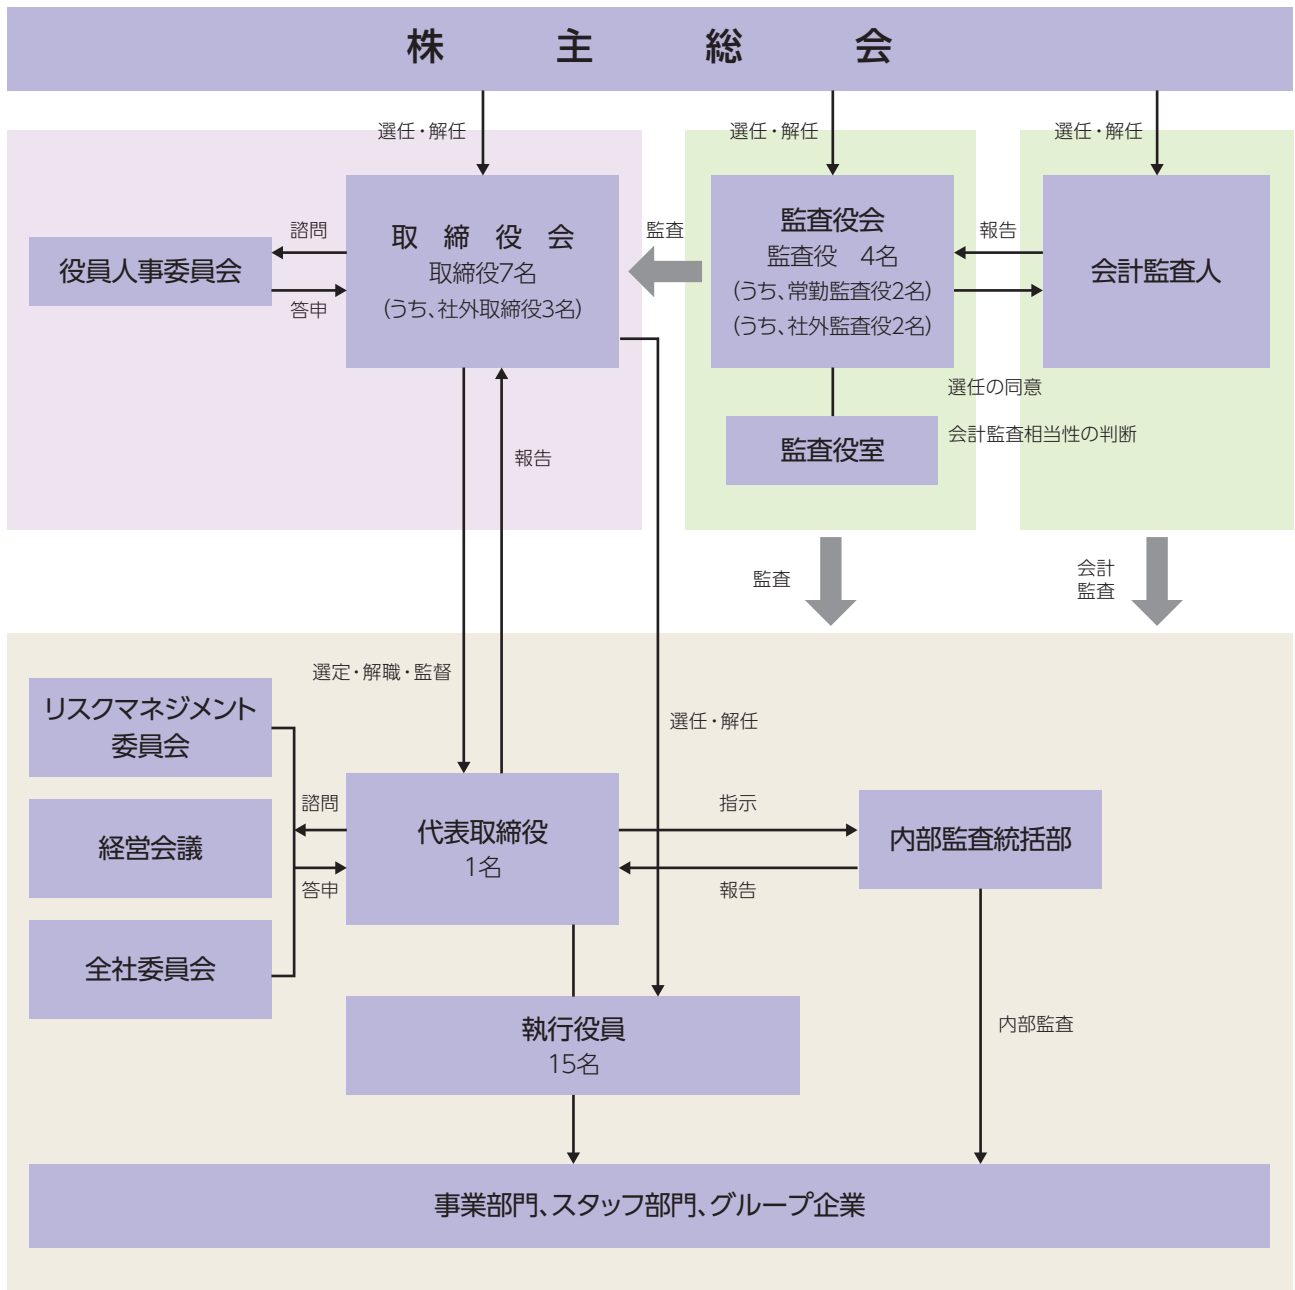 株主総会
選任・解任
選任・解任
選任・解任
取締役会
取締役7名
(うち、社外取締役3名)
諮問
答申
役員人事委員会
監査
監査役会
監査役 4名
(うち、常勤監査役2名)
(うち、社外監査役2名)
報告
会計監査人
選任の同意
会計監査相当性の判断
監査役室
報告
監査
会計
監査
選定・解職・監督
選任・解任
リスクマネジメント
委員会
経営会議
全社委員会
諮問
答申
代表取締役
1名
指示
報告
内部監査統括部
執行役員
15名
内部監査
事業部門、スタッフ部門、グループ企業